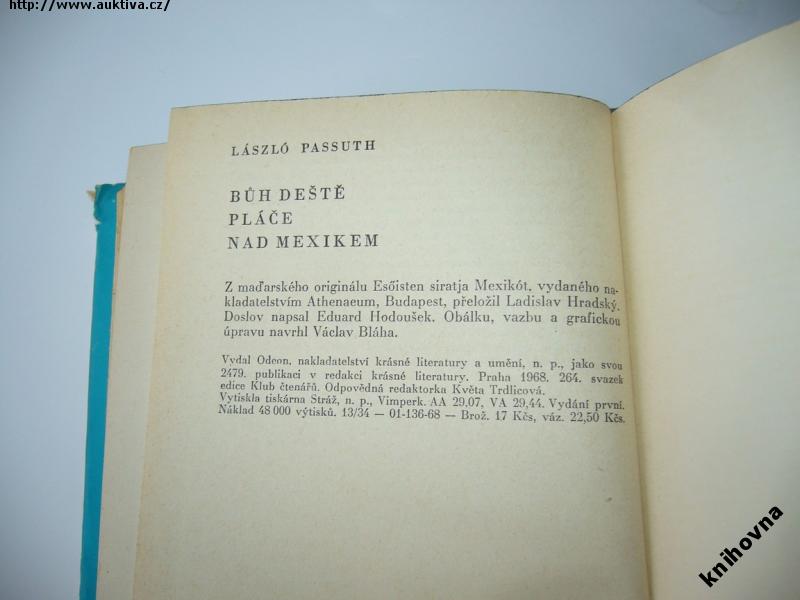 http://www.auktiva.cz/
LÁSZLÓ PASSUTH
BŮH DEŠTĚ
PLÁČE
NAD MEXIKEM
Z maďarského originálu Esőisten siratja Mexikót, vydaného na-
kladatelstvím Athenaeum, Budapest, přeložil Ladislav Hradský.
Doslov napsal Eduard Hodoušek. Obálku, vazbu a grafickou
úpravu navrhl Václav Bláha.
Vydal Odeon, nakladatelství krásné literatury a umění, n. p., jako svou
2479. publikaci v redakci krásné literatury. Praha 1968. 264. svazek
edice Klub čtenářů. Odpovědná redaktorka Květa Trdlicová.
Vytiskla tiskárna Stráž, n. p., Vimperk. AA 29,07, VA 29,44. Vydání první.
Náklad 48 000 výtisků. 13/34 — 01-136-68 — Brož. 17 Kčs, váz. 22,50 Kčs.
knihovna